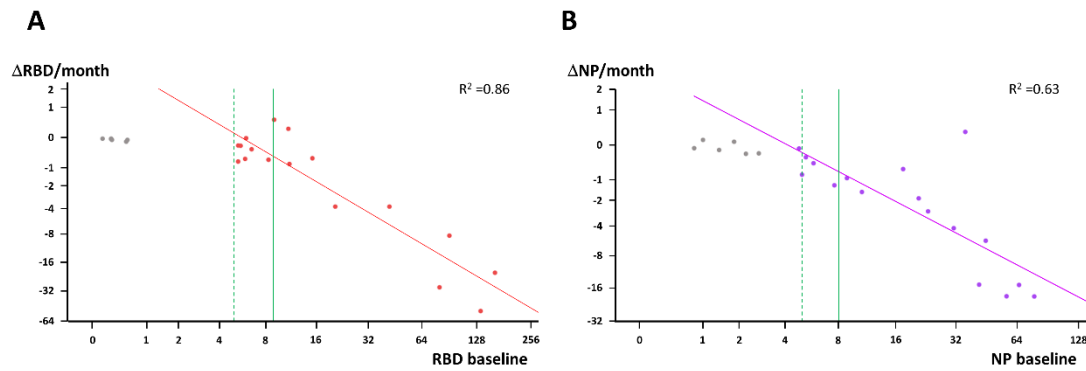 A
B
ΔRBD/month
ΔNP/month
R² =0.86
R² =0.63
2
1
0
-1
-2
-4
-8
-16
-32
-64
0 1 2 4 8 16 32 64 128 256
RBD baseline
2
1
0
-1
-2
-4
-8
-16
-32
0 1 2 4 8 16 32 64 128
NP baseline